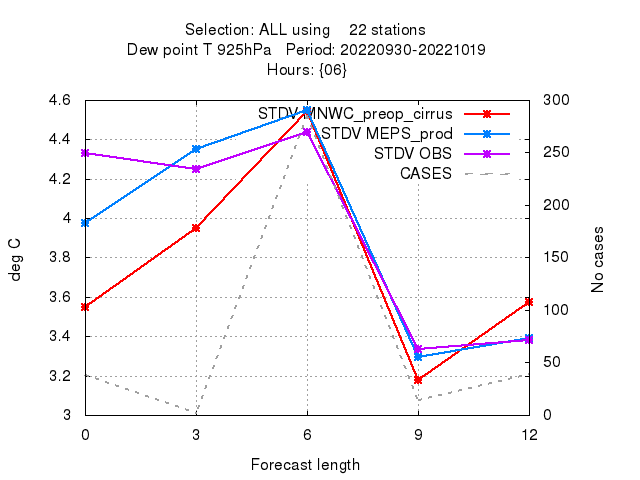 Selection: ALL using 22 stations
Dew point T 925hPa Period: 20220930-20221019
Hours: {06}
STDV MNWC_preop_cirrus
STDV MEPS_prod
STDV OBS
CASES
4.6
4.4
4.2
4
3.8
3.6
3.4
3.2
3
300
250
200
150
100
50
0
deg C
No cases
0 3 6 9 12
Forecast length